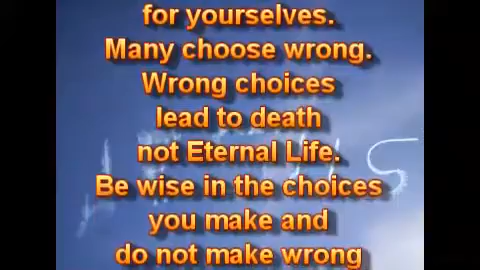 for yourselves.
Many choose wrong.
Wrong choices
lead to death
not Eternal Life.
Be wise in the choices
you make and
do not make wrong